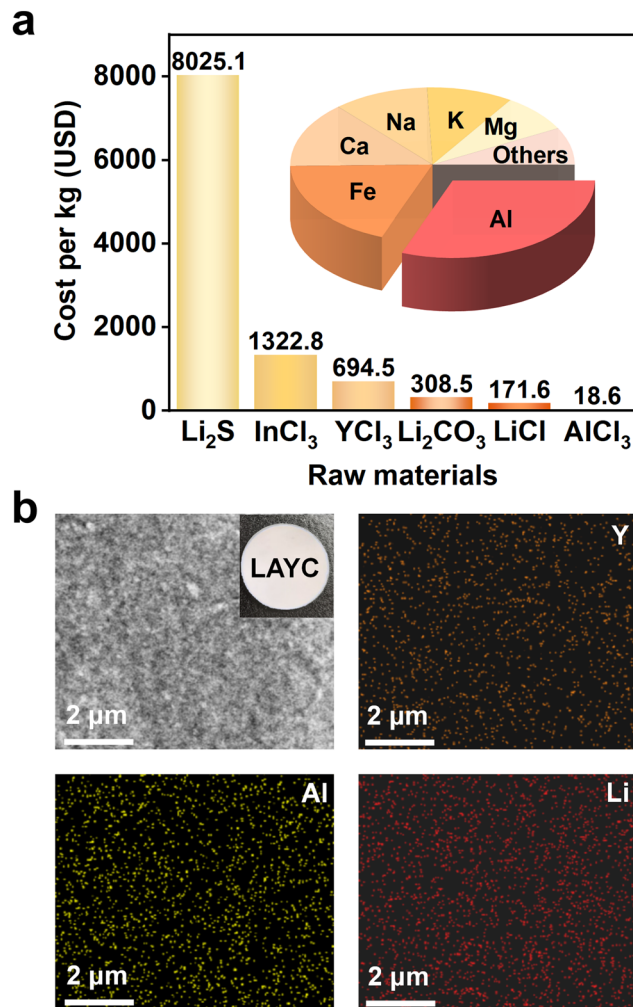 a
Cost per kg (USD)
8000
6000
4000
2000
0
8025.1
1322.8
694.5
308.5
171.6
18.6
Li₂S InCl₃ YCl₃ Li₂CO₃ LiCl AlCl₃
Raw materials
Ca
Na
K
Mg
Others
Fe
Al
b
LAYC
2 µm
Y
2 µm
Al
2 µm
Li
2 µm